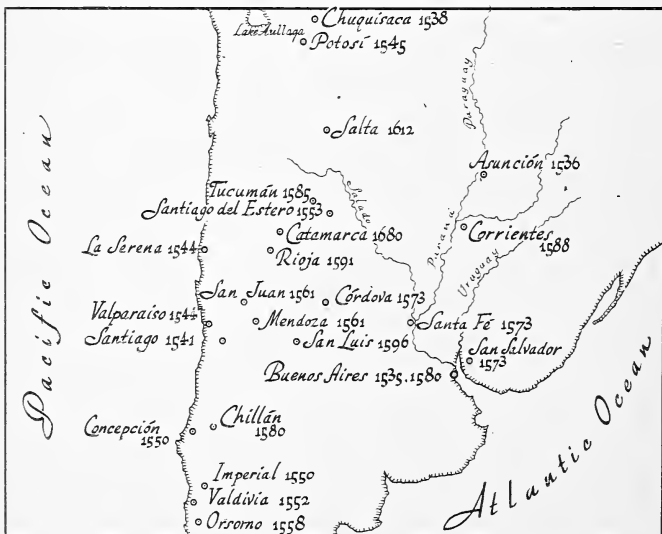 Chuquisaca 1538
Lake Aullaga
Potosí 1545
Paraguay
Salta 1612
Asunción 1536
Tucumán 1585
Salado
Santiago del Estero 1553
Catamarca 1680
Paraná
Corrientes
1588
La Serena 1544
Rioja 1591
Uruguay
Pacific Ocean
San Juan 1561
Córdova 1573
Valparaíso 1544
Mendoza 1561
Santa Fé 1573
Santiago 1541
San Luis 1596
San Salvador
1573
Buenos Aires 1535, 1580
Chillán
1580
Concepción
1550
Atlantic Ocean
Imperial 1550
Valdivía 1552
Orsorno 1558